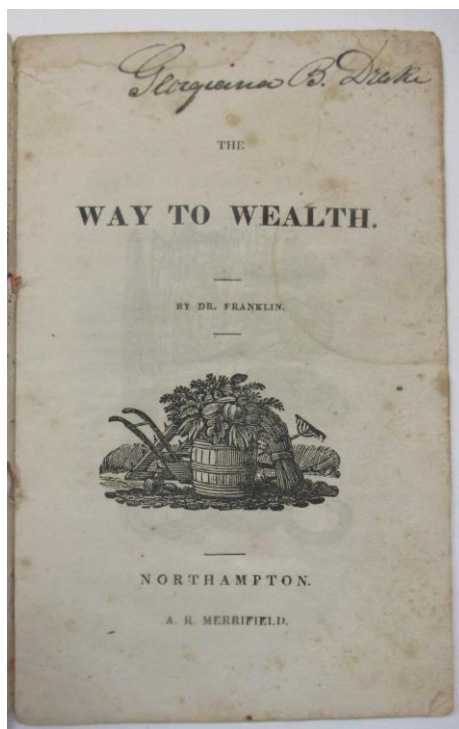 Georgiana B. Drake
THE
WAY TO WEALTH.
BY DR. FRANKLIN.
NORTHAMPTON.
A. R. MERRIFIELD.